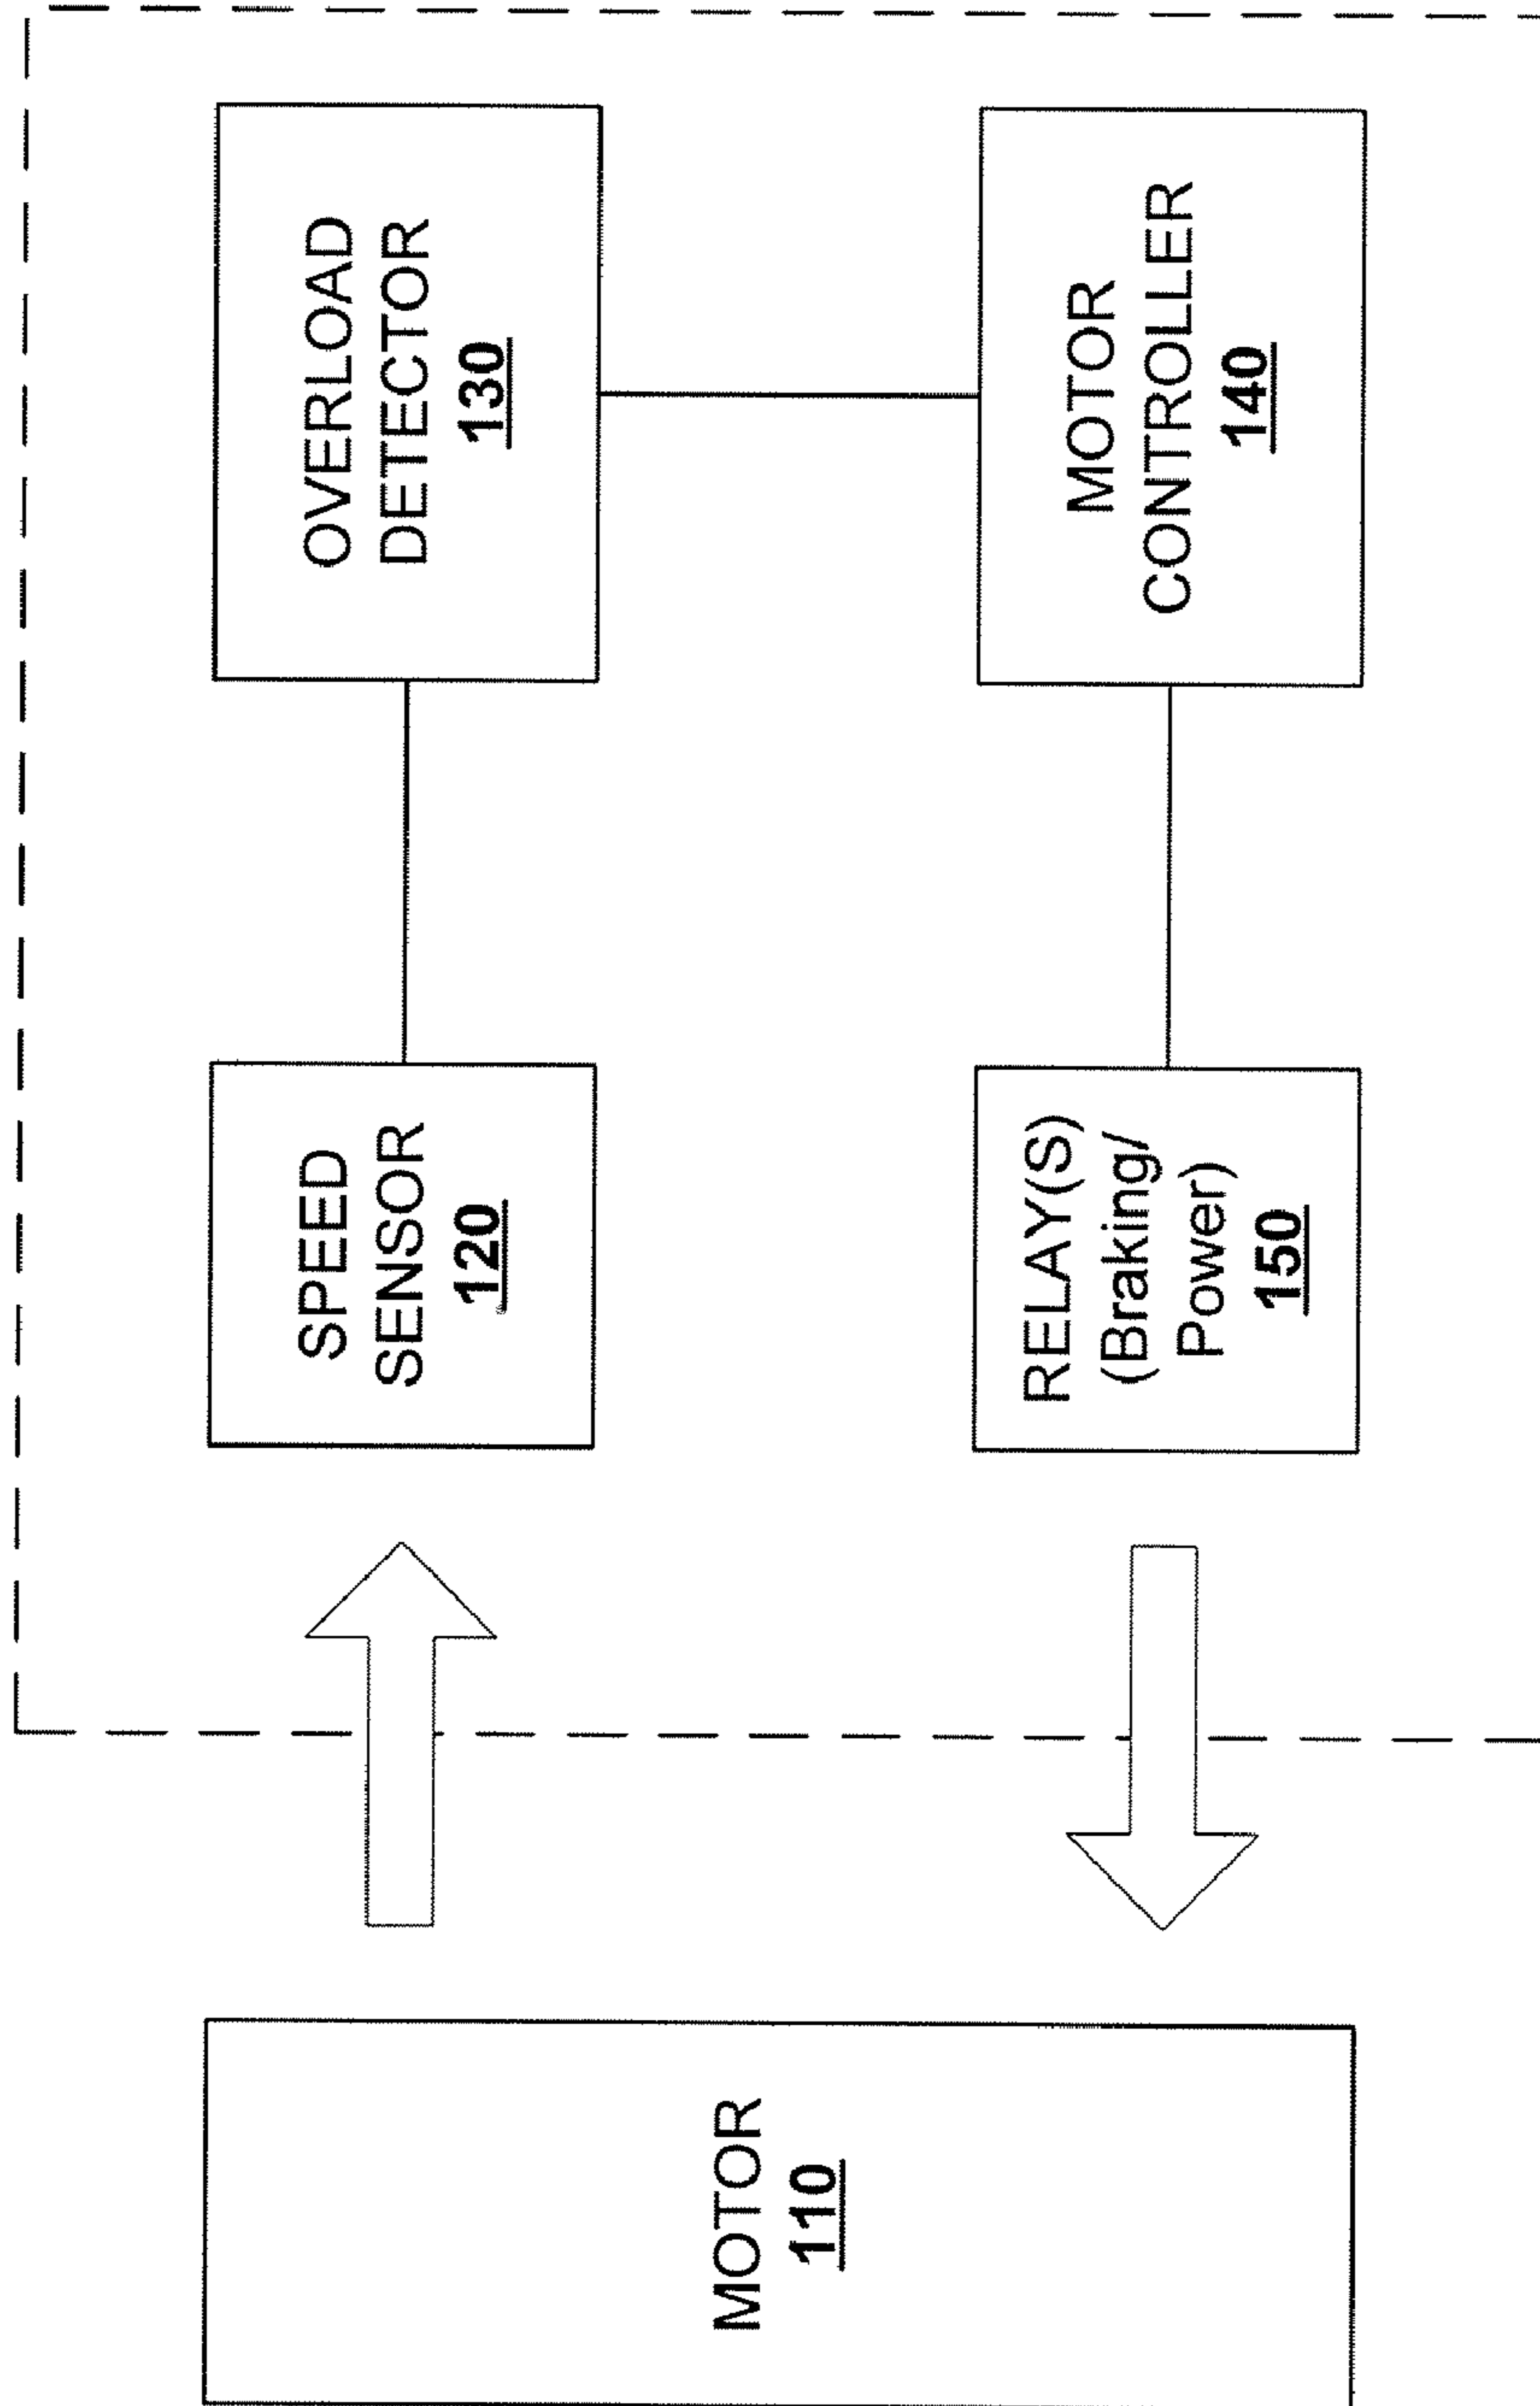 MOTOR
110
SPEED
SENSOR
120
OVERLOAD
DETECTOR
130
RELAY(S)
(Braking/
Power)
150
MOTOR
CONTROLLER
140